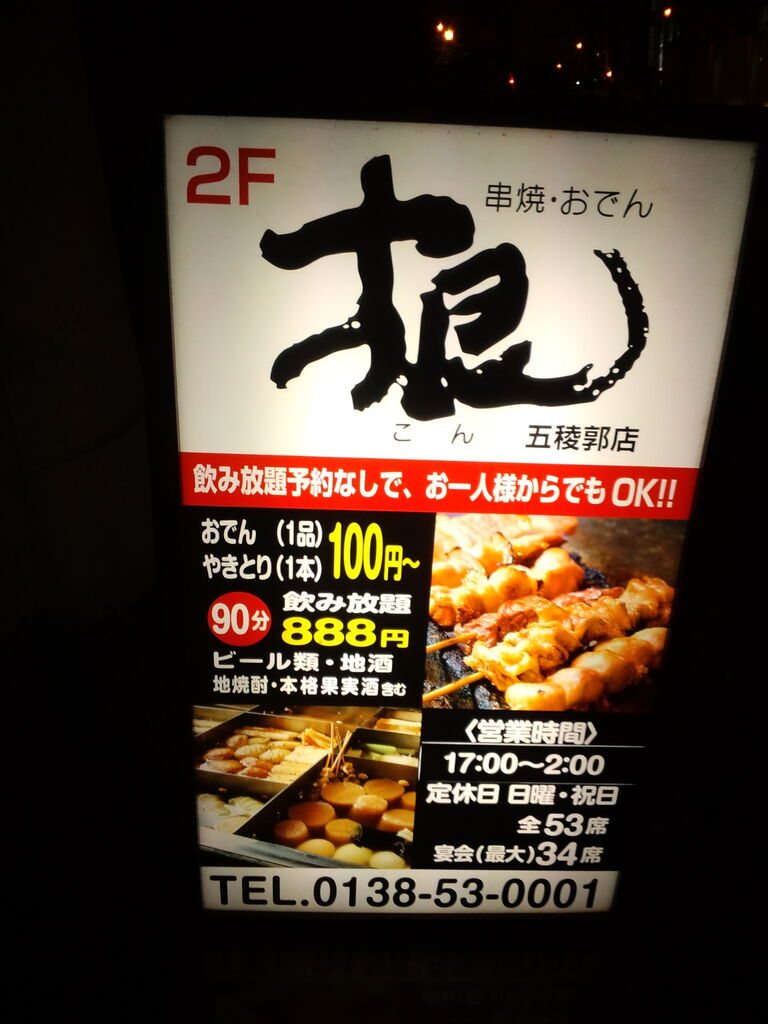 2F
串焼・おでん
根
こん 五稜郭店
飲み放題予約なしで、お一人様からでもOK!!
おでん (1品)
やきとり(1本) 100円~
90分 飲み放題
888円
ビール類・地酒
地焼酎・本格果実酒含む
〈営業時間〉
17:00~2:00
定休日 日曜・祝日
全53席
宴会(最大)34席
TEL.0138-53-0001